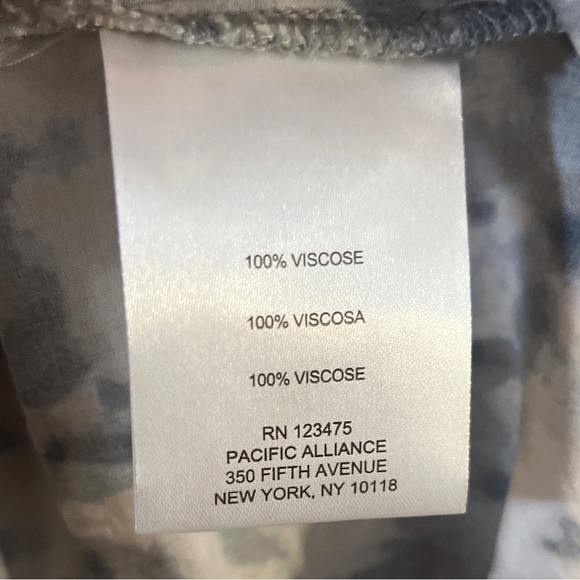 100% VISCOSE
100% VISCOSA
100% VISCOSE
RN 123475
PACIFIC ALLIANCE
350 FIFTH AVENUE
NEW YORK, NY 10118